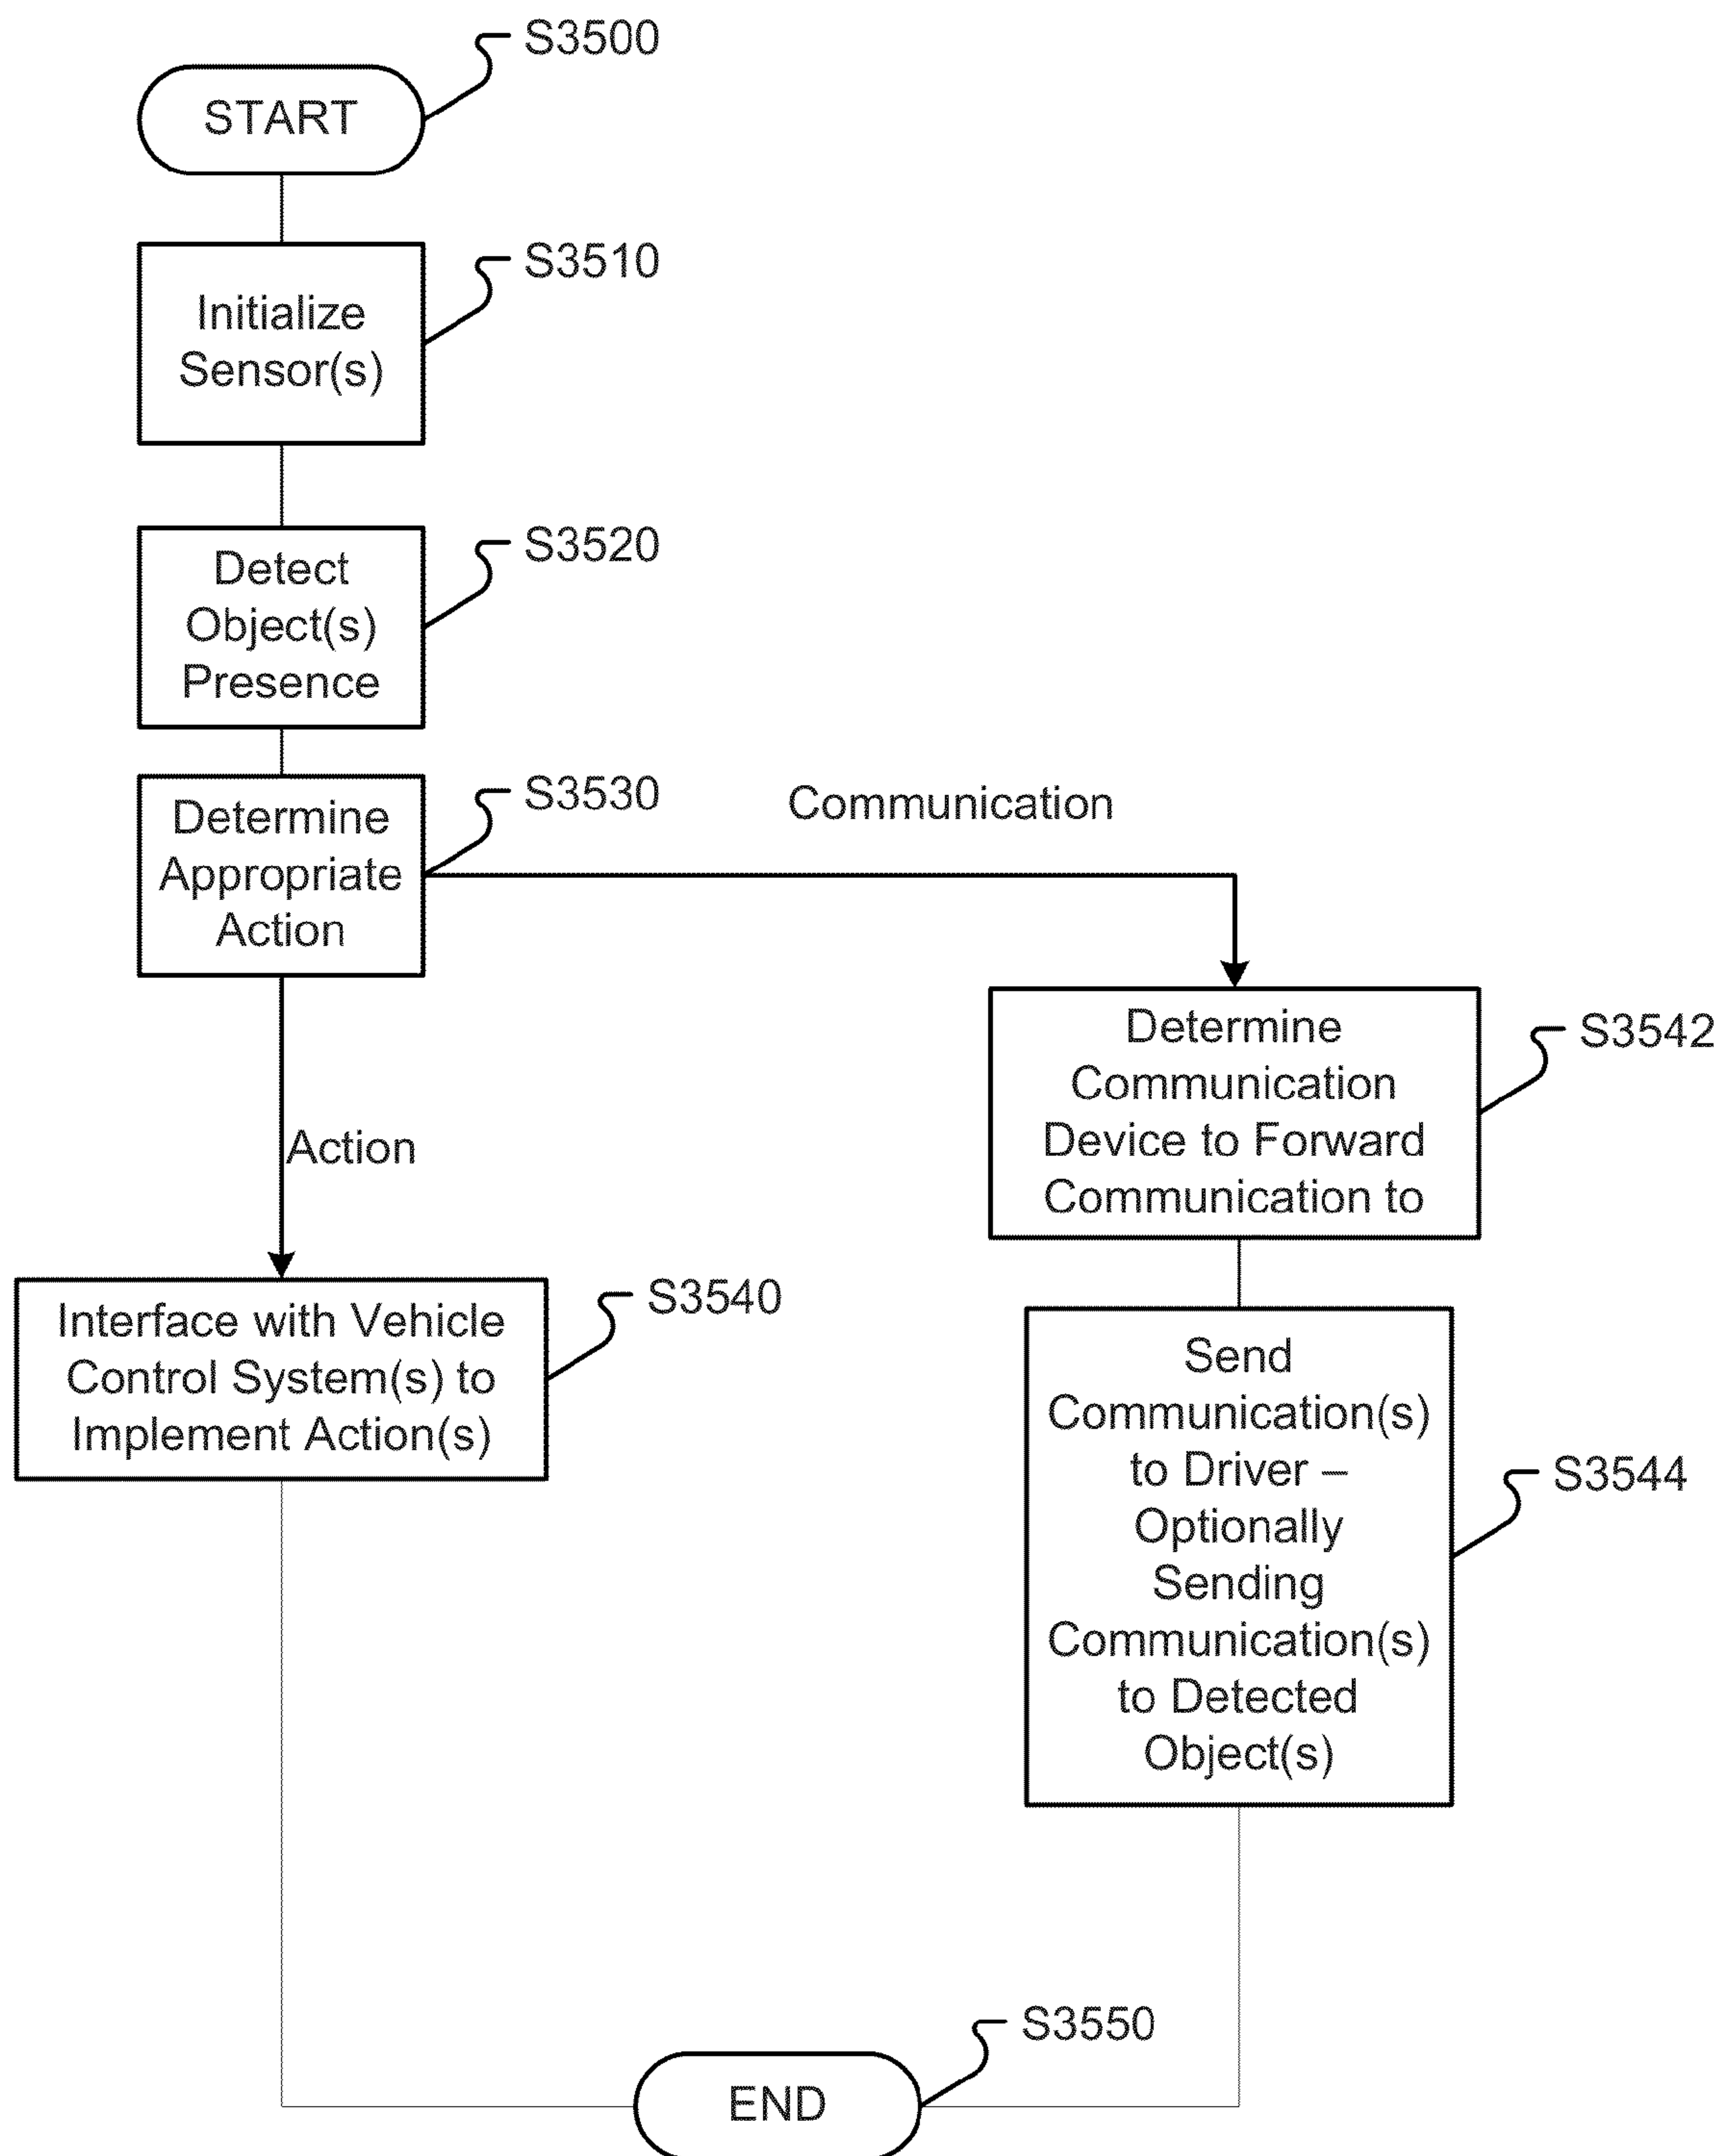 S3500
START
S3510
Initialize
Sensor(s)
S3520
Detect
Object(s)
Presence
S3530
Determine
Appropriate
Action
Communication
Action
S3542
Determine
Communication
Device to Forward
Communication to
S3540
Interface with Vehicle
Control System(s) to
Implement Action(s)
S3544
Send
Communication(s)
to Driver –
Optionally
Sending
Communication(s)
to Detected
Object(s)
S3550
END